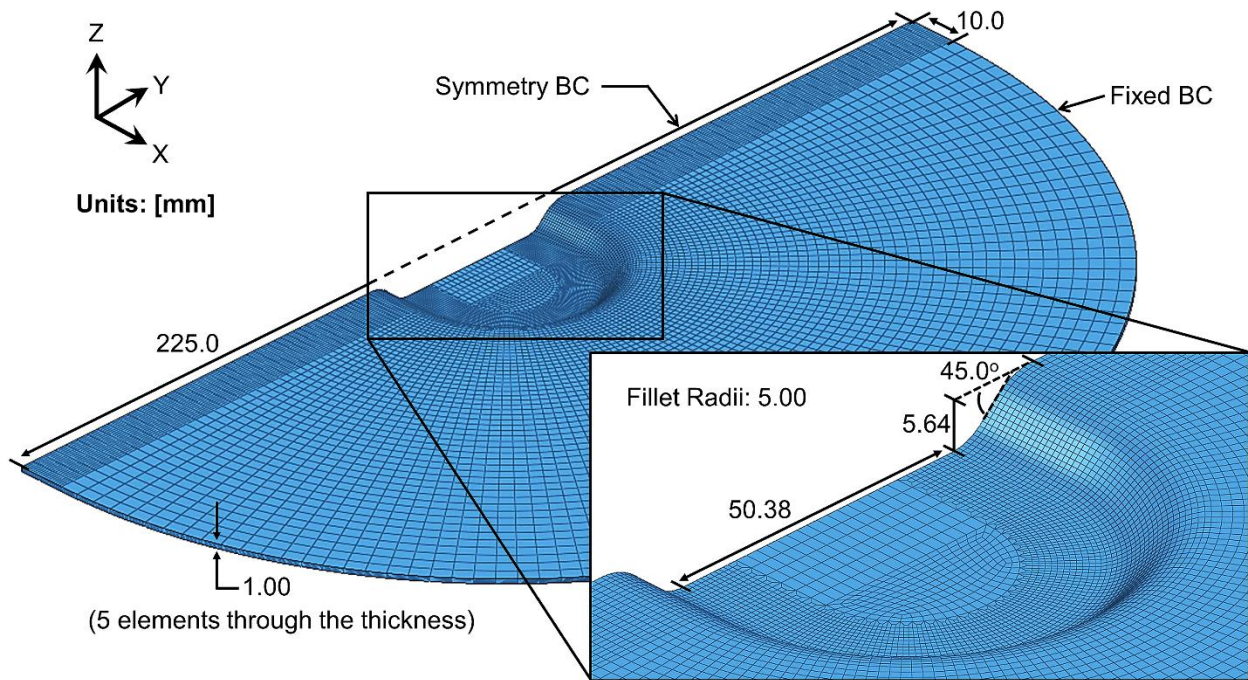 10.0
Z
Y
X
Symmetry BC
Fixed BC
Units: [mm]
225.0
45.0º
Fillet Radii: 5.00
5.64
50.38
1.00
(5 elements through the thickness)